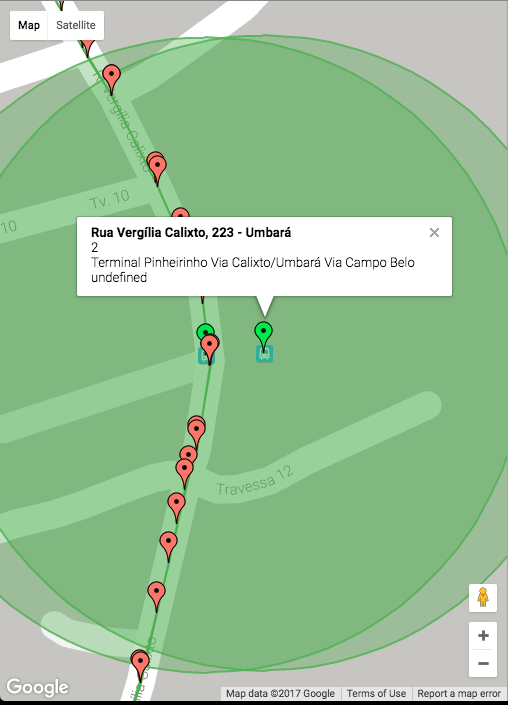 Map
Satellite
Vergília Calixto
Tv. 10
10
Rua Vergília Calixto, 223 - Umbará
2
Terminal Pinheirinho Via Calixto/Umbará Via Campo Belo
undefined
Travessa 12
Google
Map data ©2017 Google
Terms of Use
Report a map error